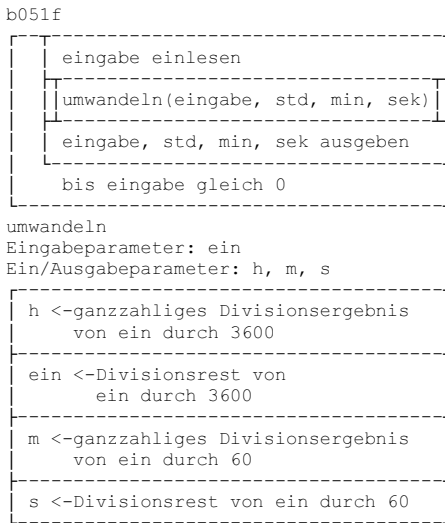 b051f
eingabe einlesen
umwandeln(eingabe, std, min, sek)
eingabe, std, min, sek ausgeben
bis eingabe gleich 0
umwandeln
Eingabeparameter: ein
Ein/Ausgabeparameter: h, m, s
h <-ganzzahliges Divisionsergebnis
von ein durch 3600
ein <-Divisionsrest von
ein durch 3600
m <-ganzzahliges Divisionsergebnis
von ein durch 60
s <-Divisionsrest von ein durch 60